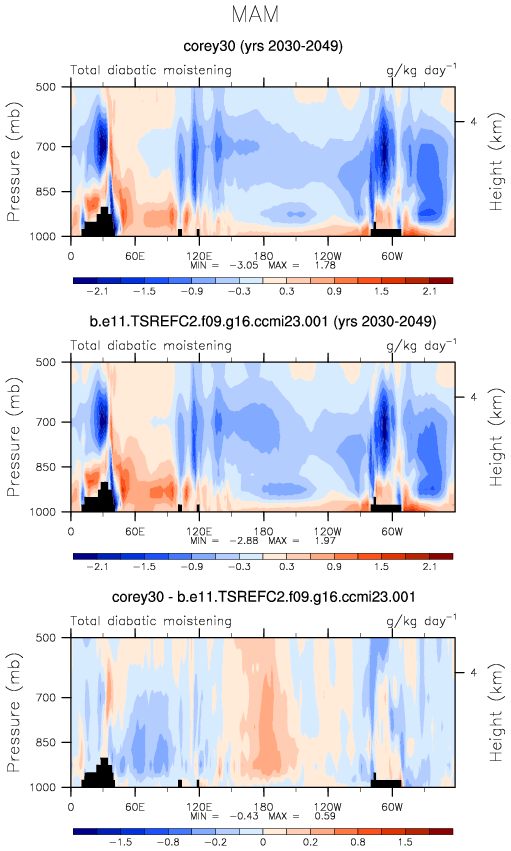 MAM
corey30 (yrs 2030-2049)
Total diabatic moistening g/kg day⁻¹
500
700
850
1000
Pressure (mb)
4
Height (km)
0 60E 120E 180 120W 60W
MIN = -3.05 MAX = 1.78
-2.1 -1.5 -0.9 -0.3 0.3 0.9 1.5 2.1
b.e11.TSREFC2.f09.g16.ccmi23.001 (yrs 2030-2049)
Total diabatic moistening g/kg day⁻¹
500
700
850
1000
Pressure (mb)
4
Height (km)
0 60E 120E 180 120W 60W
MIN = -2.88 MAX = 1.97
-2.1 -1.5 -0.9 -0.3 0.3 0.9 1.5 2.1
corey30 - b.e11.TSREFC2.f09.g16.ccmi23.001
Total diabatic moistening g/kg day⁻¹
500
700
850
1000
Pressure (mb)
4
Height (km)
0 60E 120E 180 120W 60W
MIN = -0.43 MAX = 0.59
-1.5 -0.8 -0.2 0 0.2 0.8 1.5